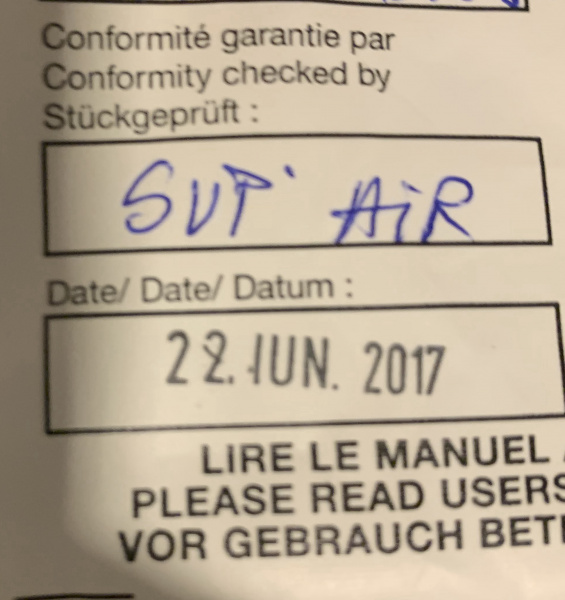 Conformité garantie par
Conformity checked by
Stückgeprüft :
SUP' AiR
Date/ Date/ Datum :
22. JUN. 2017
LIRE LE MANUEL
PLEASE READ USERS
VOR GEBRAUCH